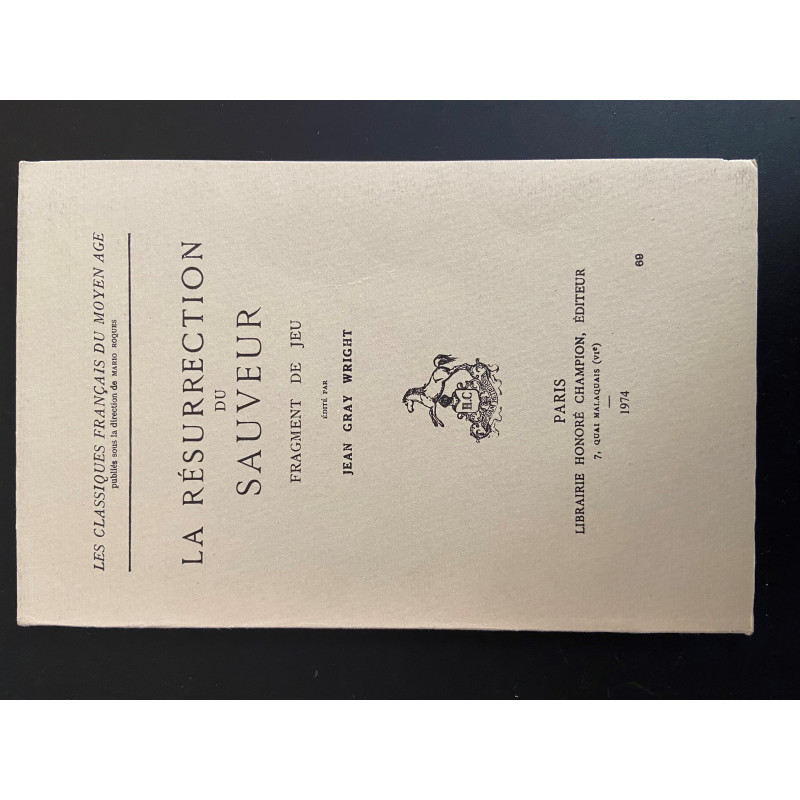 LES CLASSIQUES FRANÇAIS DU MOYEN AGE
publiés sous la direction de MARIO ROQUES
LA RÉSURRECTION
DU
SAUVEUR
FRAGMENT DE JEU
ÉDITÉ PAR
JEAN GRAY WRIGHT
H.C
PARIS
LIBRAIRIE HONORÉ CHAMPION, ÉDITEUR
7, QUAI MALAQUAIS (VIe)
1974
69